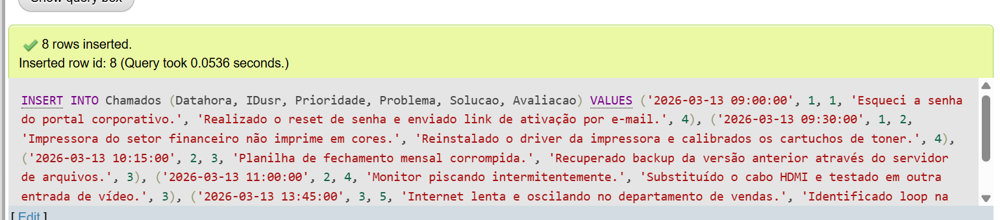 Show query box
8 rows inserted.
Inserted row id: 8 (Query took 0.0536 seconds.)
INSERT INTO Chamados (Datahora, IDusr, Prioridade, Problema, Solucao, Avaliacao) VALUES ('2026-03-13 09:00:00', 1, 1, 'Esqueci a senha
do portal corporativo.', 'Realizado o reset de senha e enviado link de ativação por e-mail.', 4), ('2026-03-13 09:30:00', 1, 2,
'Impressora do setor financeiro não imprime em cores.', 'Reinstalado o driver da impressora e calibrados os cartuchos de toner.', 4),
('2026-03-13 10:15:00', 2, 3, 'Planilha de fechamento mensal corrompida.', 'Recuperado backup da versão anterior através do servidor
de arquivos.', 3), ('2026-03-13 11:00:00', 2, 4, 'Monitor piscando intermitentemente.', 'Substituído o cabo HDMI e testado em outra
entrada de vídeo.', 3), ('2026-03-13 13:45:00', 3, 5, 'Internet lenta e oscilando no departamento de vendas.', 'Identificado loop na
[ Edit ]